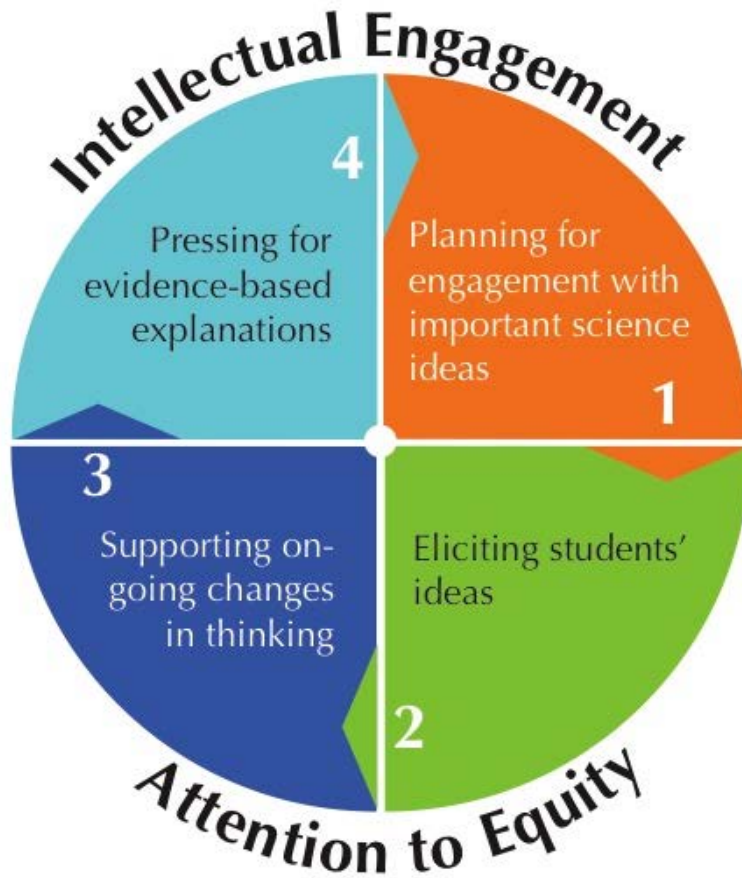 Intellectual Engagement
4
Pressing for
evidence-based
explanations
Planning for
engagement with
important science
ideas
1
3
Supporting on-
going changes
in thinking
Eliciting students’
ideas
2
Attention to Equity